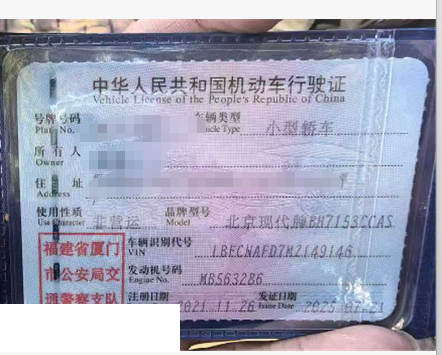 中华人民共和国机动车行驶证
Vehicle License of the People's Republic of China
号牌号码 车辆类型 小型轿车
Plate No. Vehicle Type
所有人
Owner
住址
Address
使用性质 非营运 品牌型号 北京现代牌BH7153CCAS
Use Character Model
福建省厦门 车辆识别代号 LBECNAFD7MZ149146
VIN
市公安局交 发动机号码 MB563286
Engine No.
通警察支队 注册日期 2021-11-26 发证日期 2025-07-21
Issue Date